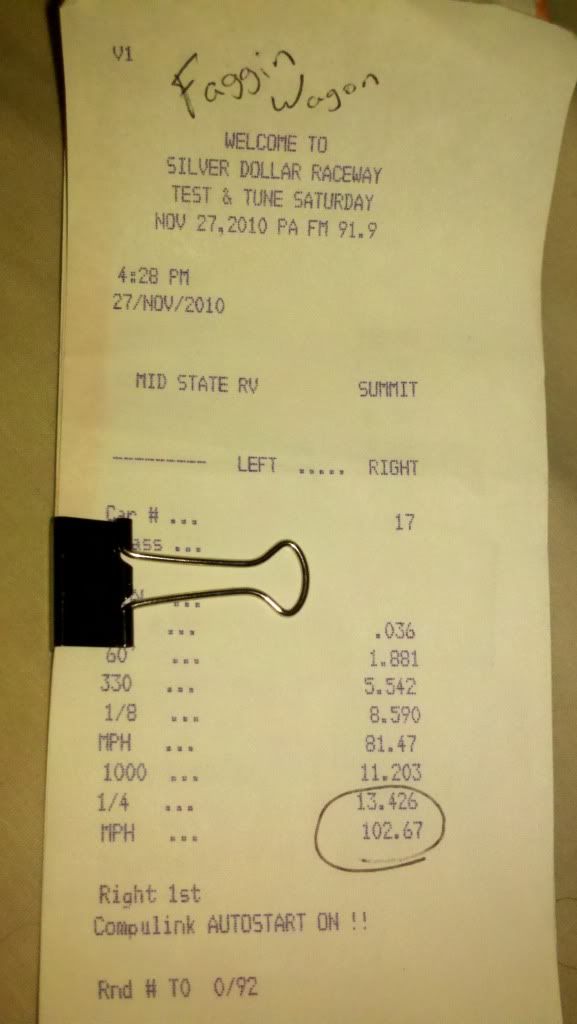 V1
Faggin
Wagon
WELCOME TO
SILVER DOLLAR RACEWAY
TEST & TUNE SATURDAY
NOV 27,2010 PA FM 91.9
4:28 PM
27/NOV/2010
MID STATE RV SUMMIT
--------- LEFT ..... RIGHT
Car # ... 17
ass ...
...
... .036
60' ... 1.881
330 ... 5.542
1/8 ... 8.590
MPH ... 81.47
1000 ... 11.203
1/4 ... 13.426
MPH ... 102.67
Right 1st
Compulink AUTOSTART ON !!
Rnd # TO 0/92